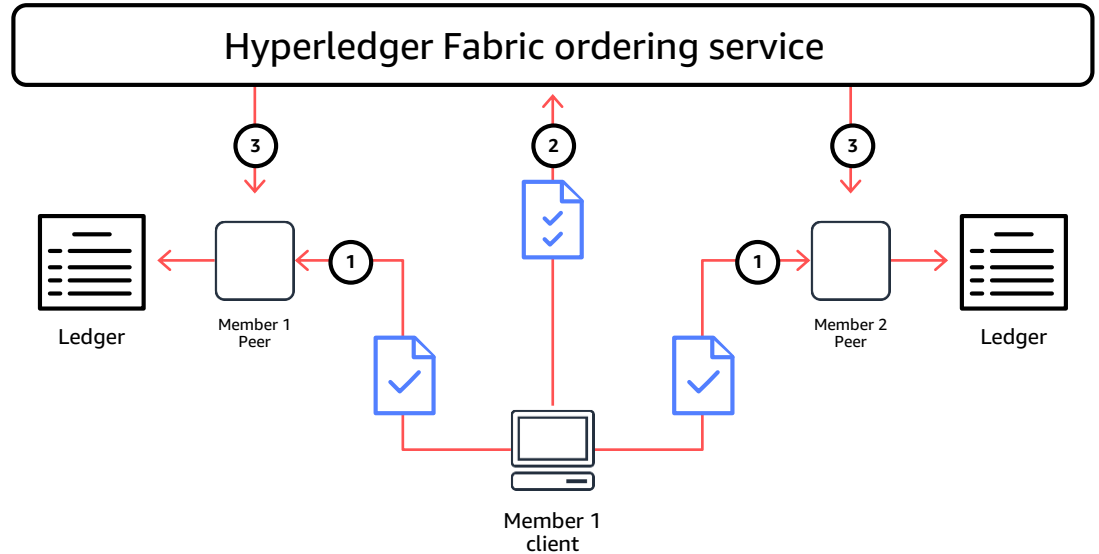 Hyperledger Fabric ordering service
3
2
3
1
1
Member 1
Peer
Member 2
Peer
Ledger
Ledger
Member 1
client